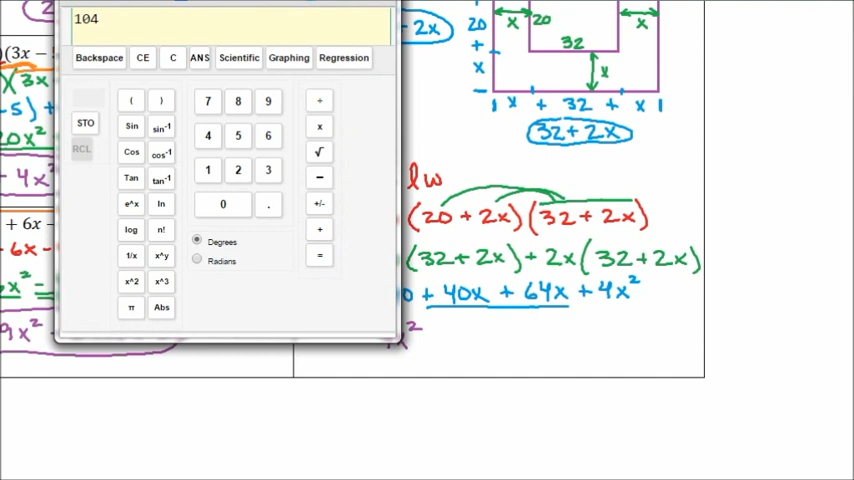 104
Backspace CE C ANS Scientific Graphing Regression
STO
RCL
( )
Sin sin^-1
Cos cos^-1
Tan tan^-1
e^x ln
log n!
1/x x^y
x^2 x^3
π Abs
7 8 9 ÷
4 5 6 x
1 2 3 √
0 . −
+/-
+
=
Degrees
Radians
(3x -
)(3x
-5) +
20x²
- 4x²
+ 6x -
- 6x -
6x² =
9x² -
+ 2x
20
+
x
x 20 x
32
x
x + 32 + x
32 + 2x
lw
(20 + 2x)(32 + 2x)
(32 + 2x) + 2x(32 + 2x)
0 + 40x + 64x + 4x²
x²